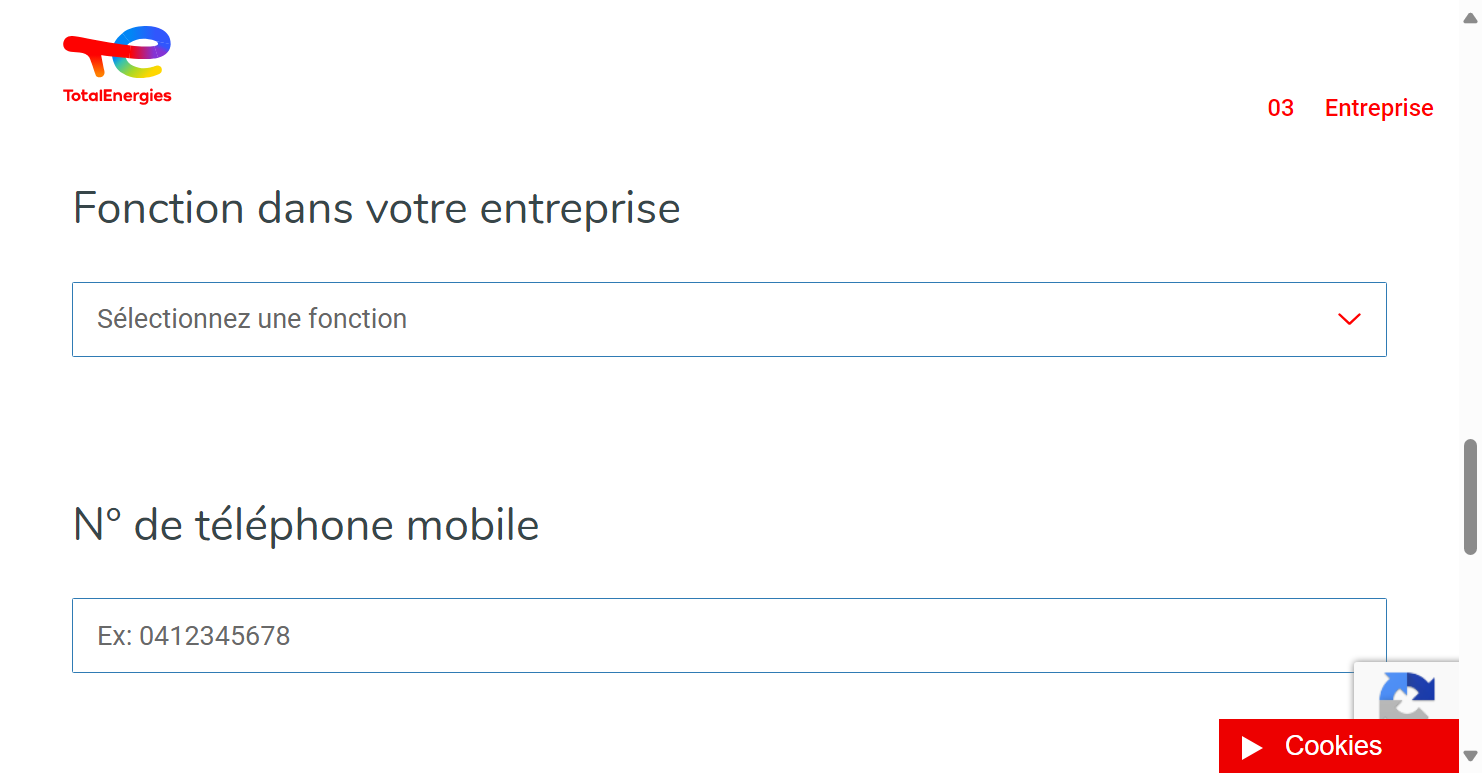 TotalEnergies
03 Entreprise
Fonction dans votre entreprise
Sélectionnez une fonction
N° de téléphone mobile
Ex: 0412345678
Cookies